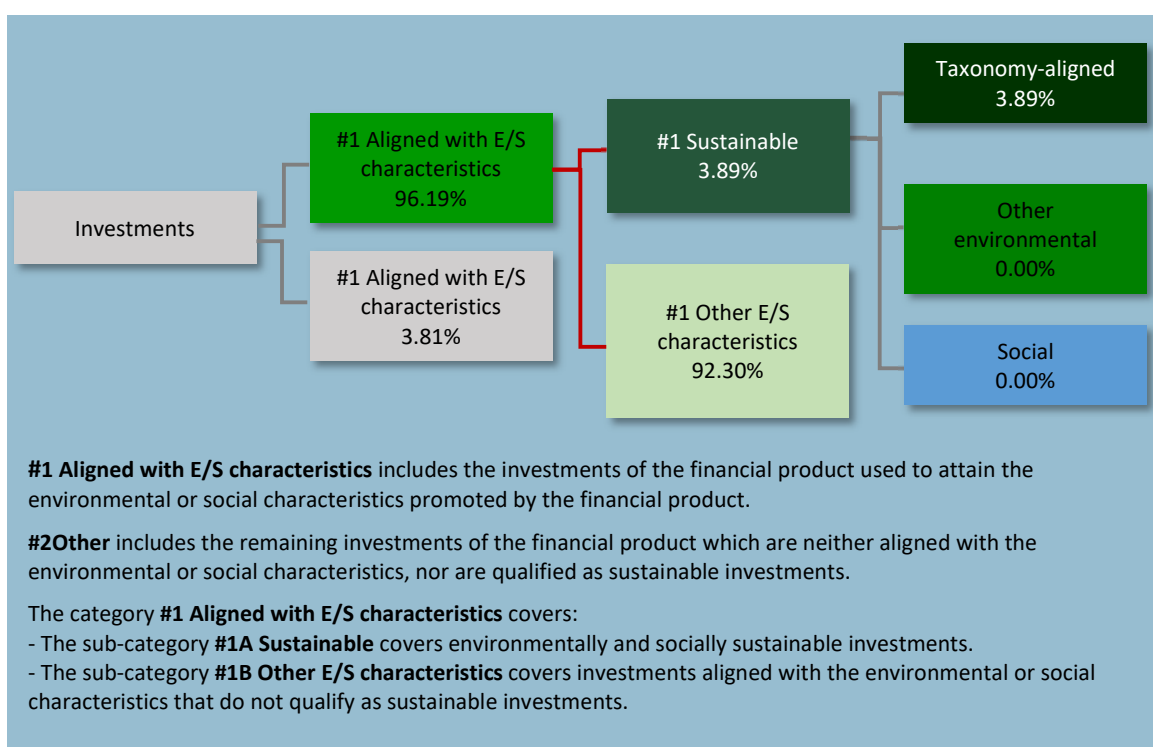 Investments
#1 Aligned with E/S
characteristics
96.19%
#1 Aligned with E/S
characteristics
3.81%
#1 Sustainable
3.89%
#1 Other E/S
characteristics
92.30%
Taxonomy-aligned
3.89%
Other
environmental
0.00%
Social
0.00%
#1 Aligned with E/S characteristics includes the investments of the financial product used to attain the
environmental or social characteristics promoted by the financial product.
#2Other includes the remaining investments of the financial product which are neither aligned with the
environmental or social characteristics, nor are qualified as sustainable investments.
The category #1 Aligned with E/S characteristics covers:
- The sub-category #1A Sustainable covers environmentally and socially sustainable investments.
- The sub-category #1B Other E/S characteristics covers investments aligned with the environmental or social
characteristics that do not qualify as sustainable investments.